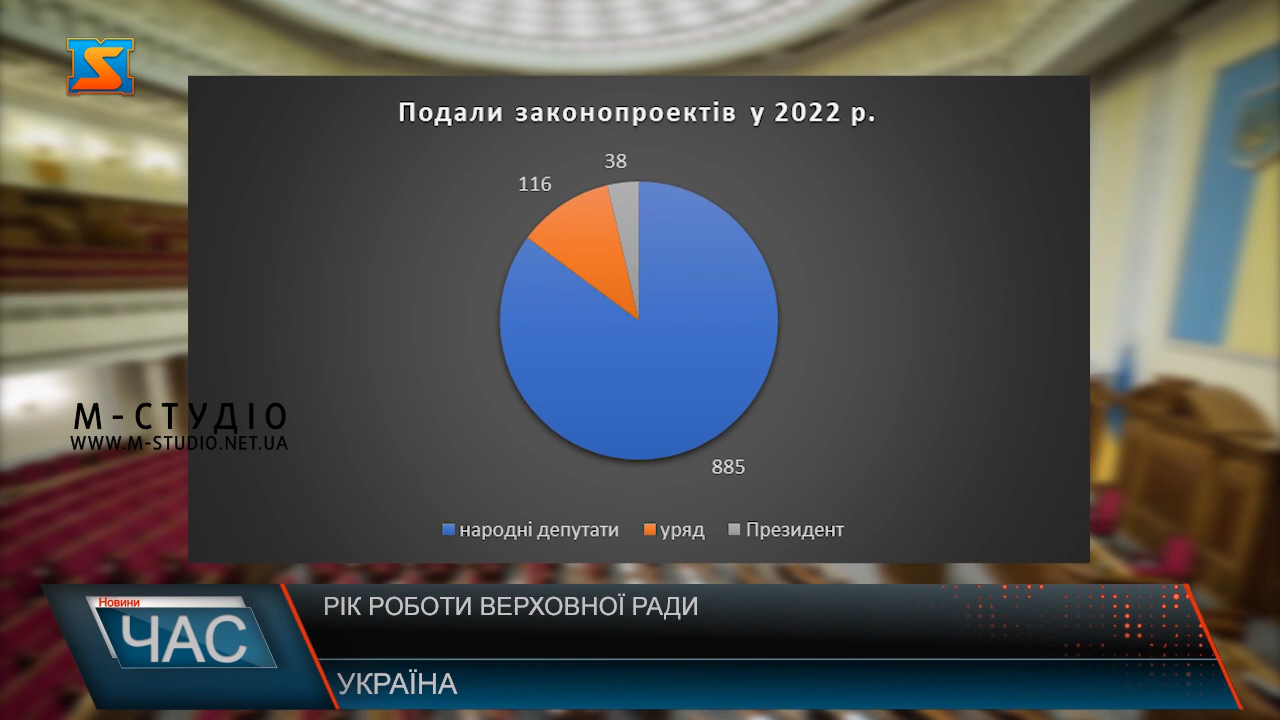 Подали законопроектів у 2022 р.
38
116
885
М-СТУДІО
WWW.M-STUDIO.NET.UA
народні депутати уряд Президент
Новини
ЧАС
РІК РОБОТИ ВЕРХОВНОЇ РАДИ
УКРАЇНА